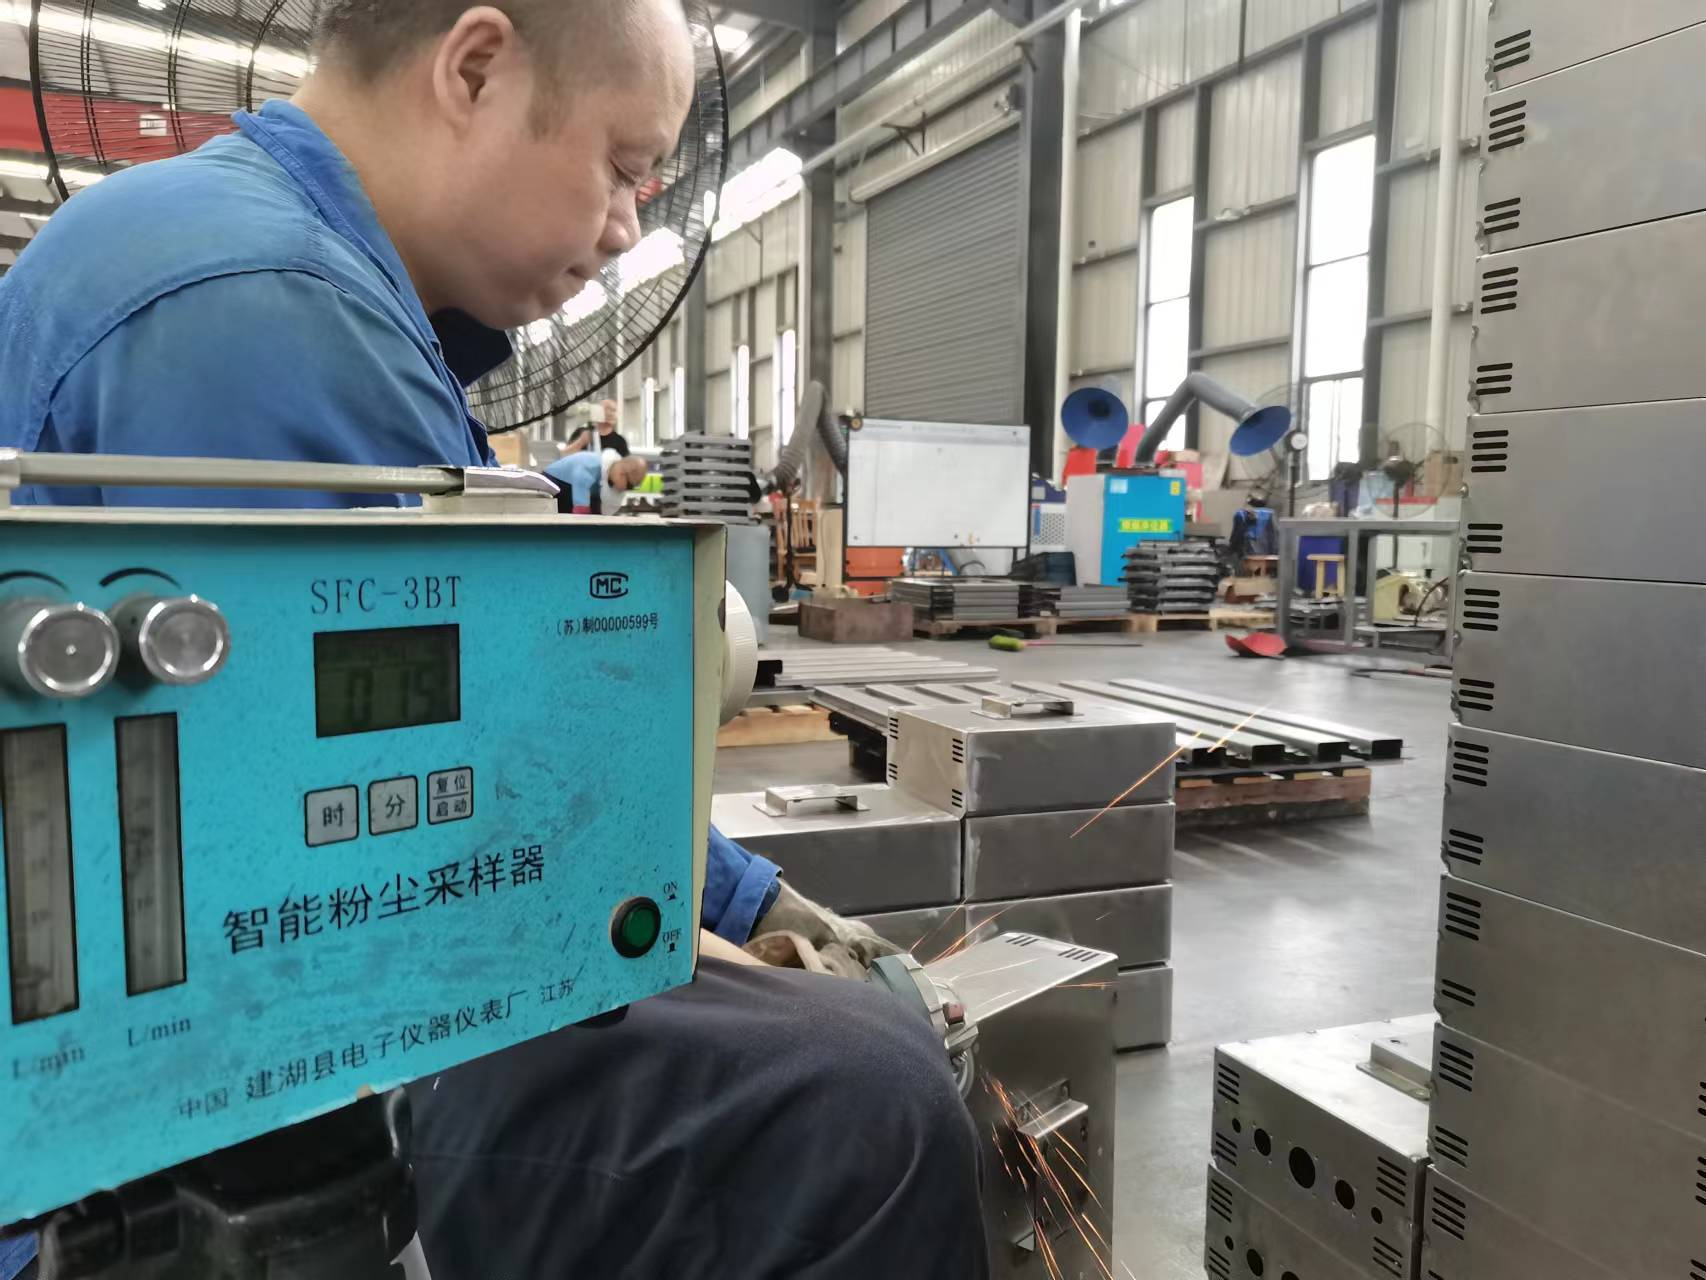 SFC-3BT
MC
(苏)制00000599号
0 15
时
分
复位
启动
智能粉尘采样器
ON
OFF
L/min
L/min
中国 建湖县电子仪器仪表厂 江苏